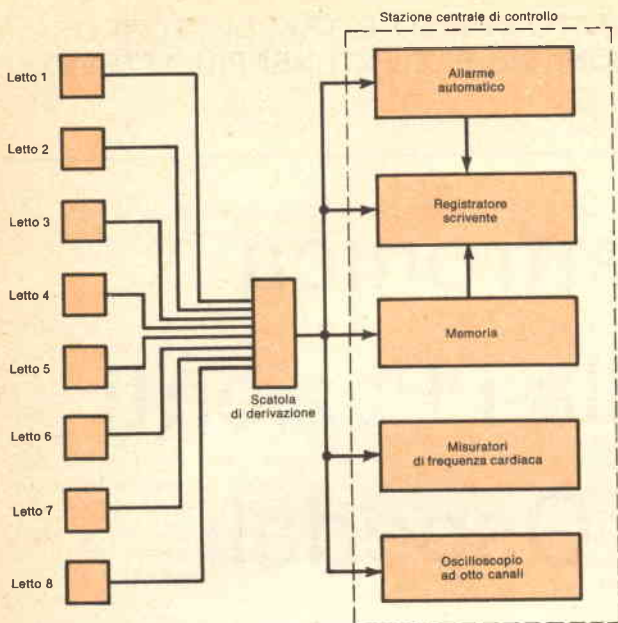 Stazione centrale di controllo
Letto 1
Letto 2
Letto 3
Letto 4
Letto 5
Letto 6
Letto 7
Letto 8
Scatola
di derivazione
Allarme
automatico
Registratore
scrivente
Memoria
Misuratori
di frequenza cardiaca
Oscilloscopio
ad otto canali